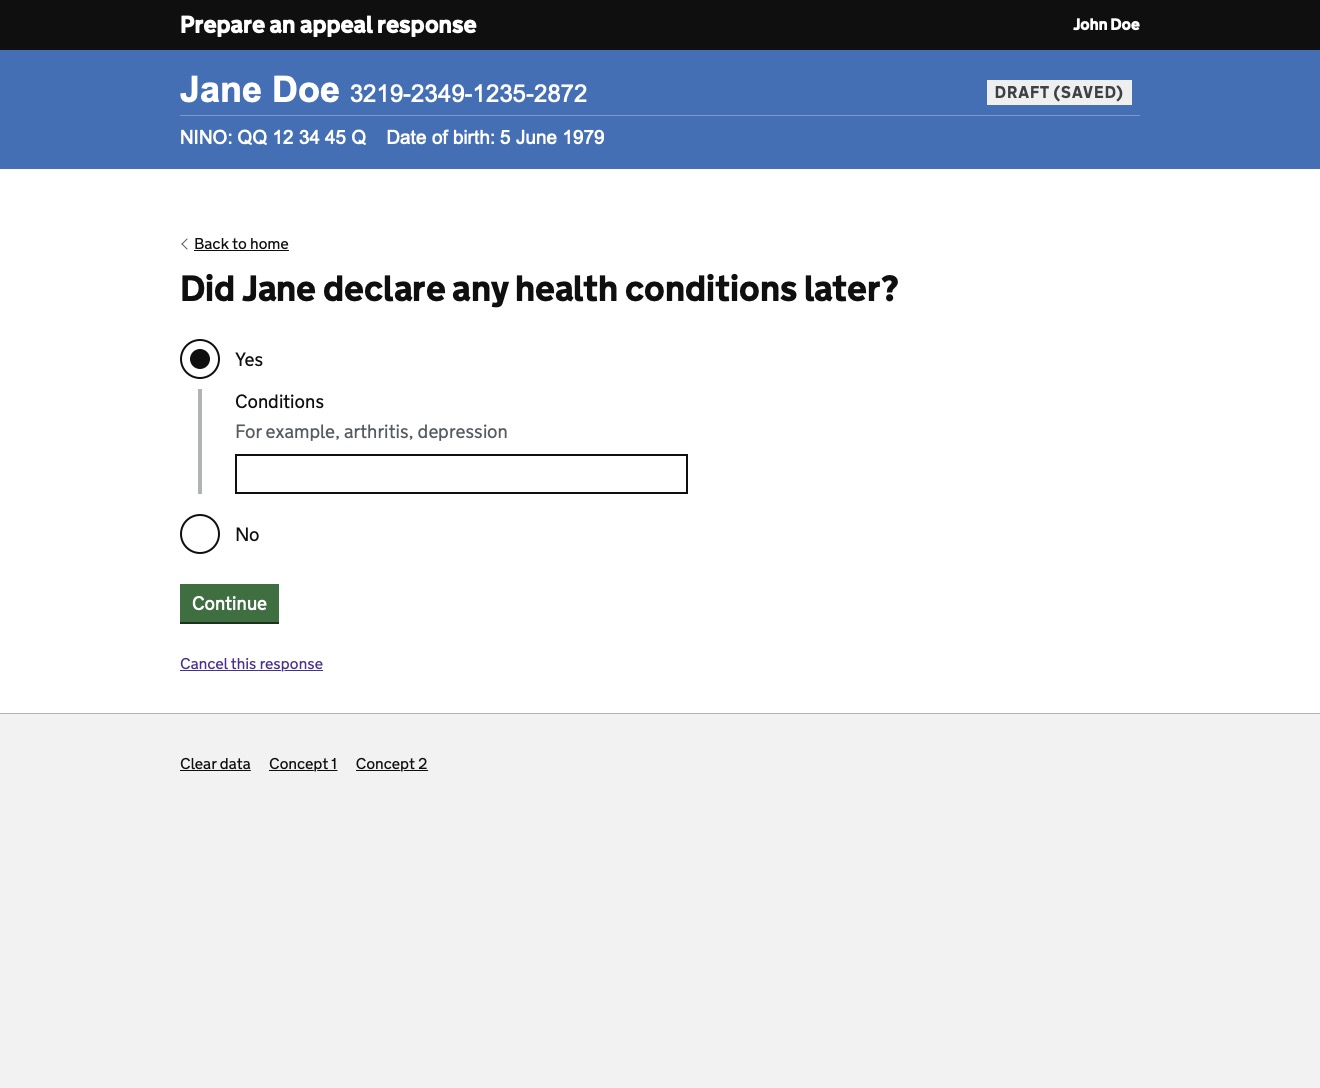 Prepare an appeal response
John Doe
Jane Doe 3219-2349-1235-2872
DRAFT (SAVED)
NINO: QQ 12 34 45 Q Date of birth: 5 June 1979
Back to home
Did Jane declare any health conditions later?
Yes
Conditions
For example, arthritis, depression
No
Continue
Cancel this response
Clear data Concept 1 Concept 2